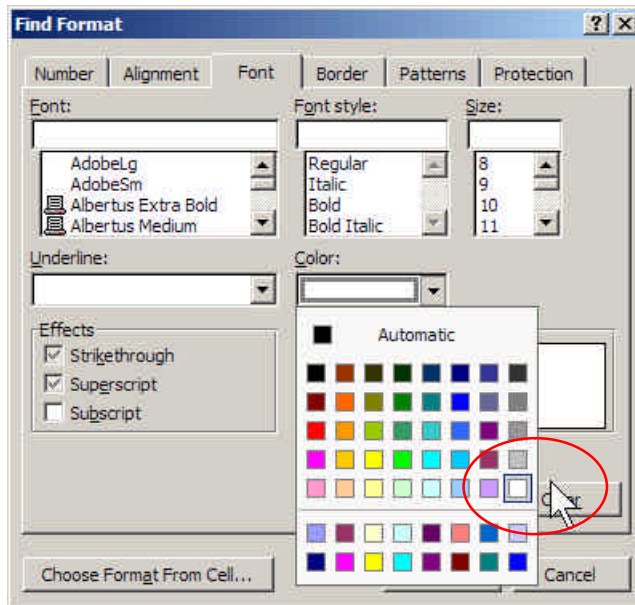 Find Format
Number Alignment Font Border Patterns Protection
Font: Font style: Size:
AdobeLg Regular 8
AdobeSm Italic 9
Albertus Extra Bold Bold 10
Albertus Medium Bold Italic 11
Underline: Color:
Automatic
Effects
Strikethrough
Superscript
Subscript
Choose Format From Cell... Cancel